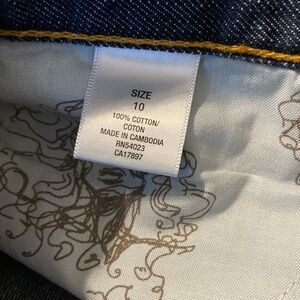 SIZE
10
100% COTTON/
COTON
MADE IN CAMBODIA
RN54023
CA17897